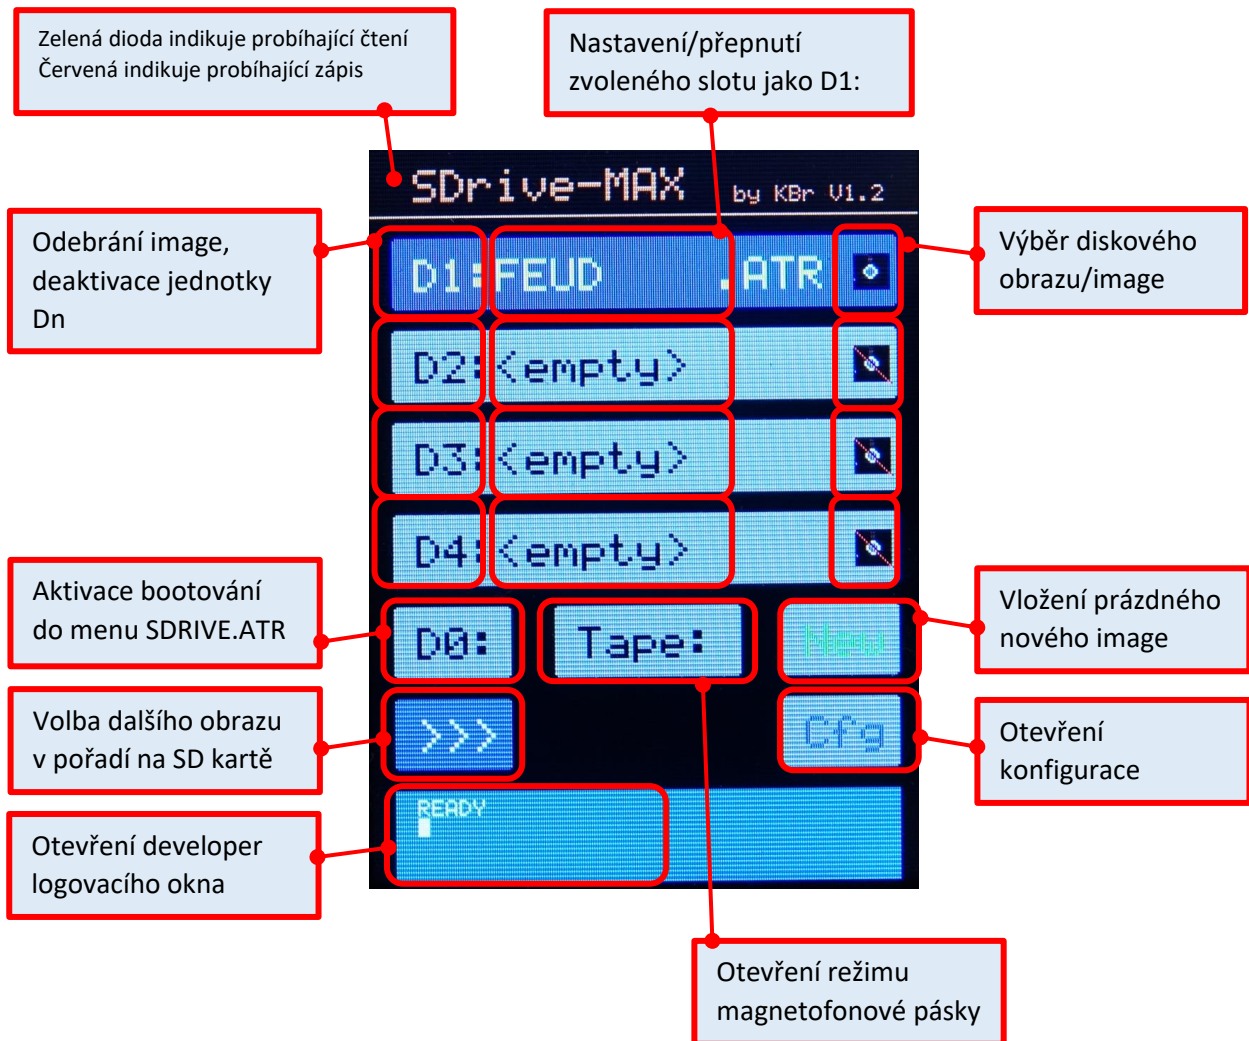 Zelená dioda indikuje probíhající čtení
Červená indikuje probíhající zápis
Nastavení/přepnutí
zvoleného slotu jako D1:
SDrive-MAX by KBr V1.2
Odebrání image,
deaktivace jednotky
Dn
D1:FEUD .ATR
Výběr diskového
obrazu/image
D2:<empty>
D3:<empty>
D4:<empty>
Aktivace bootování
do menu SDRIVE.ATR
D0: Tape: New
Vložení prázdného
nového image
Volba dalšího obrazu
v pořadí na SD kartě
>>> Cfg
Otevření
konfigurace
READY
Otevření developer
logovacího okna
Otevření režimu
magnetofonové pásky